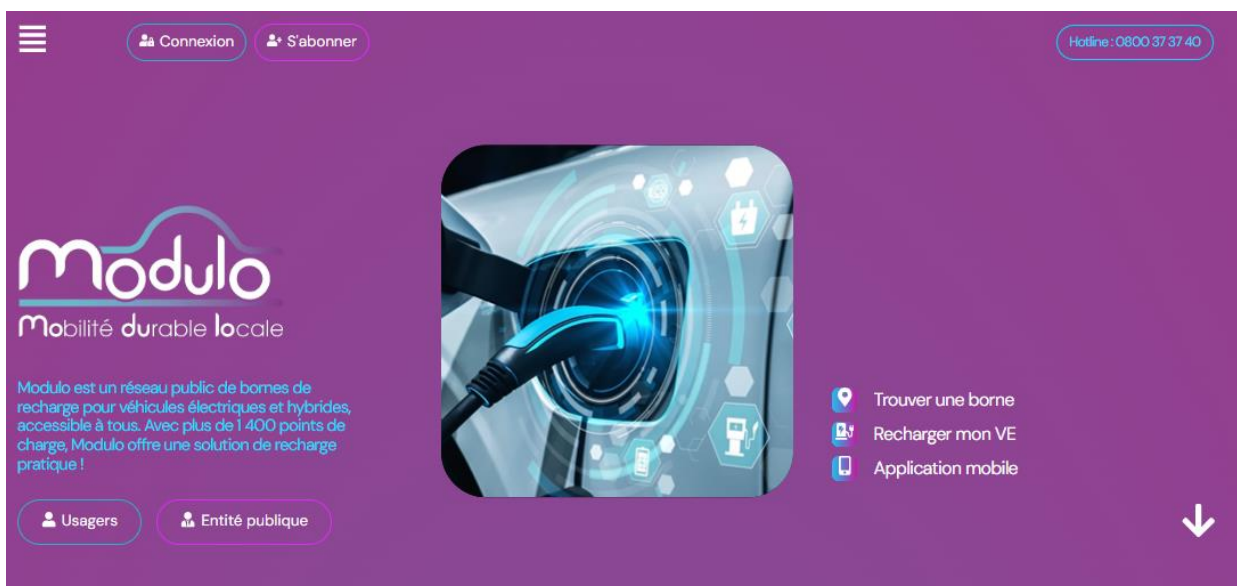 Connexion
S'abonner
Hotline : 0800 37 37 40
Modulo
Mobilité durable locale
Modulo est un réseau public de bornes de
recharge pour véhicules électriques et hybrides,
accessible à tous. Avec plus de 1 400 points de
charge, Modulo offre une solution de recharge
pratique !
Usagers
Entité publique
Trouver une borne
Recharger mon VE
Application mobile